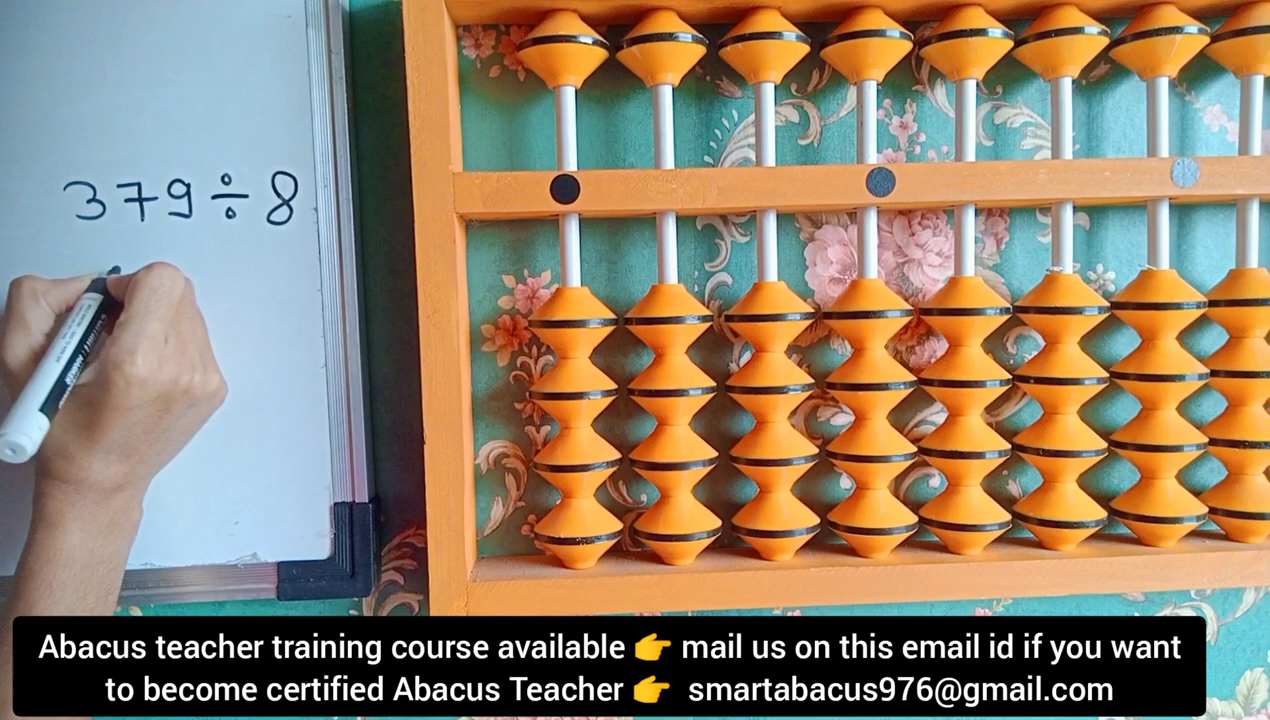 379÷8
Abacus teacher training course available 👉 mail us on this email id if you want
to become certified Abacus Teacher 👉 smartabacus976@gmail.com